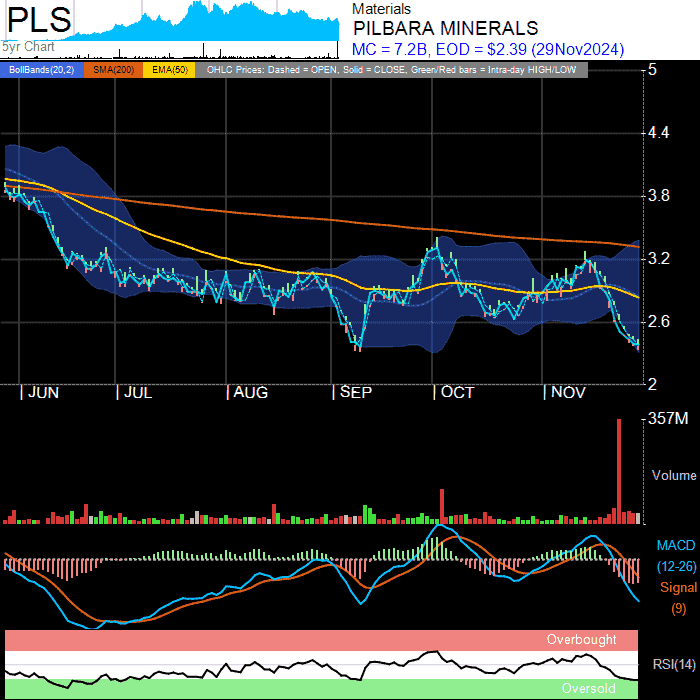 PLS
5yr Chart
Materials
PILBARA MINERALS
MC = 7.2B, EOD = $2.39 (29Nov2024)
BollBands(20,2) SMA(200) EMA(50) OHLC Prices: Dashed = OPEN, Solid = CLOSE, Green/Red bars = Intra-day HIGH/LOW
5
4.4
3.8
3.2
2.6
2
JUN JUL AUG SEP OCT NOV
357M
Volume
MACD
(12-26)
Signal
(9)
Overbought
RSI(14)
Oversold